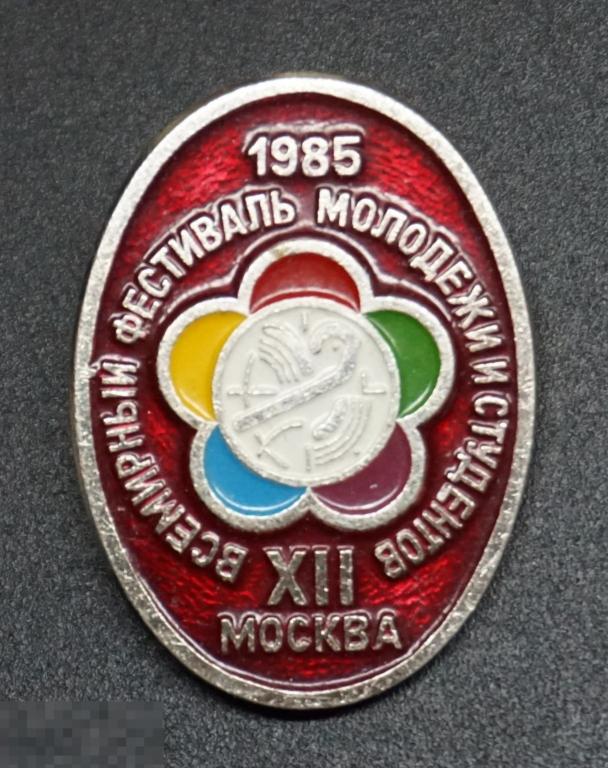 1985
ВСЕМИРНЫЙ ФЕСТИВАЛЬ МОЛОДЕЖИ И СТУДЕНТОВ
XII
МОСКВА